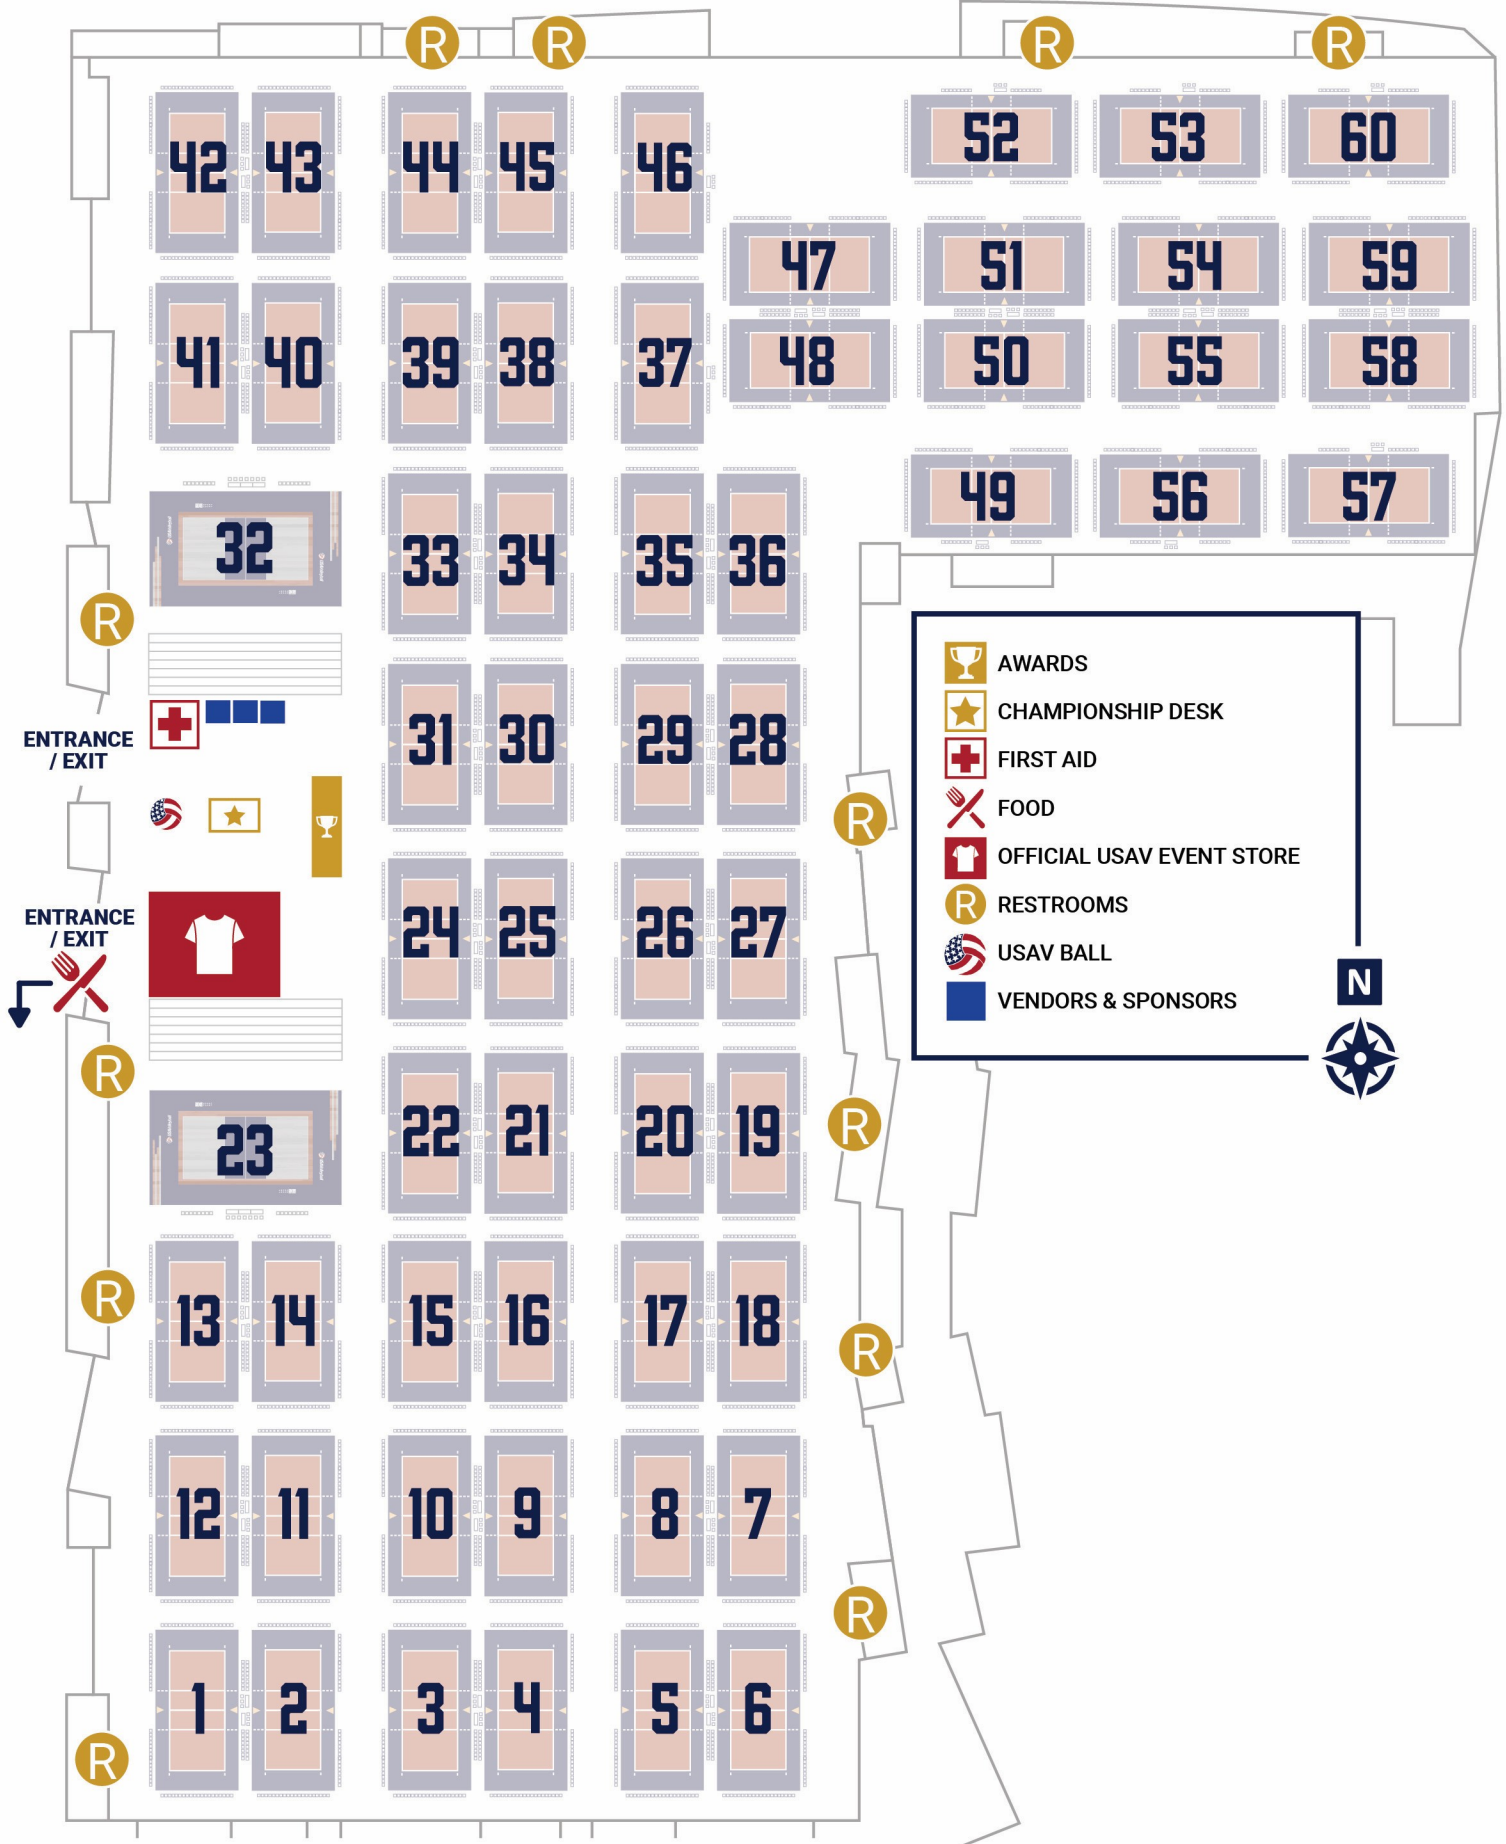 R R R R
42 43 44 45 46 52 53 60
47 51 54 59
41 40 39 38 37 48 50 55 58
49 56 57
32 33 34 35 36
R
ENTRANCE
/ EXIT
31 30 29 28
R
24 25 26 27
ENTRANCE
/ EXIT
R
22 21 20 19
R
23
R
13 14 15 16 17 18
R
12 11 10 9 8 7
R
1 2 3 4 5 6
R
AWARDS
CHAMPIONSHIP DESK
FIRST AID
FOOD
OFFICIAL USAV EVENT STORE
R RESTROOMS
USAV BALL
VENDORS & SPONSORS
N